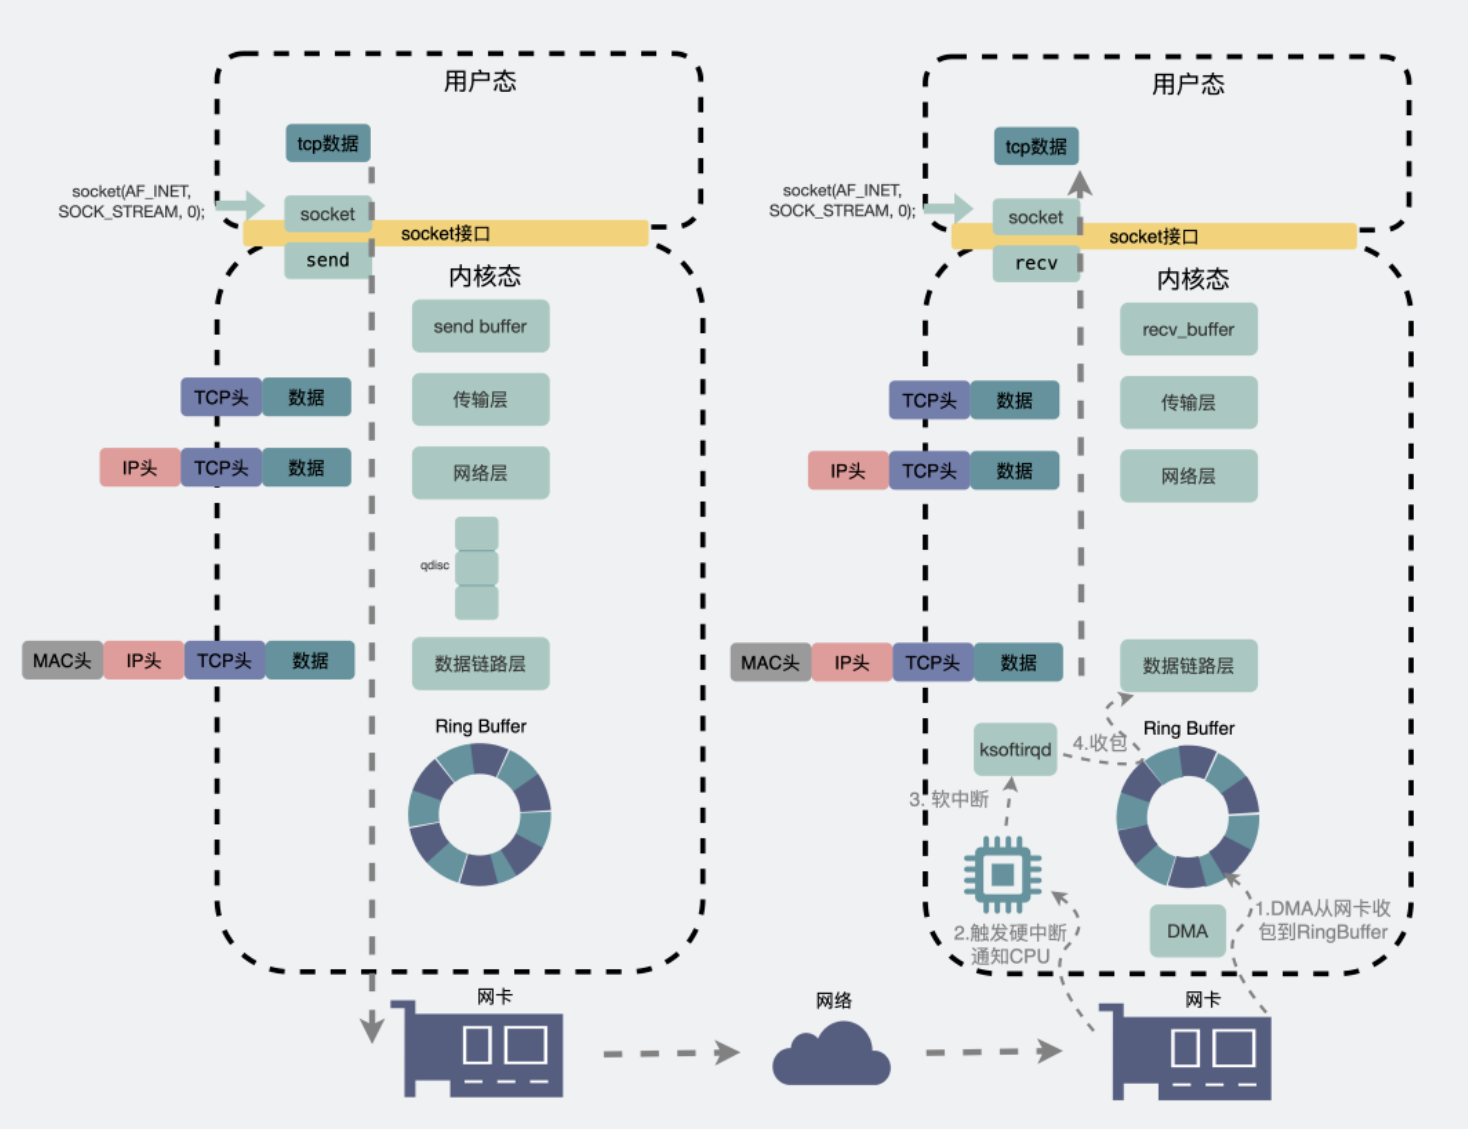 用户态
tcp数据
socket(AF_INET,
SOCK_STREAM, 0);
socket
socket接口
send
内核态
send buffer
TCP头 数据
传输层
IP头 TCP头 数据
网络层
qdisc
MAC头 IP头 TCP头 数据
数据链路层
Ring Buffer
网卡
网络
用户态
tcp数据
socket(AF_INET,
SOCK_STREAM, 0);
socket
socket接口
recv
内核态
recv_buffer
TCP头 数据
传输层
IP头 TCP头 数据
网络层
MAC头 IP头 TCP头 数据
数据链路层
Ring Buffer
ksoftirqd
4.收包
3. 软中断
1.DMA从网卡收
包到RingBuffer
DMA
2.触发硬中断
通知CPU
网卡